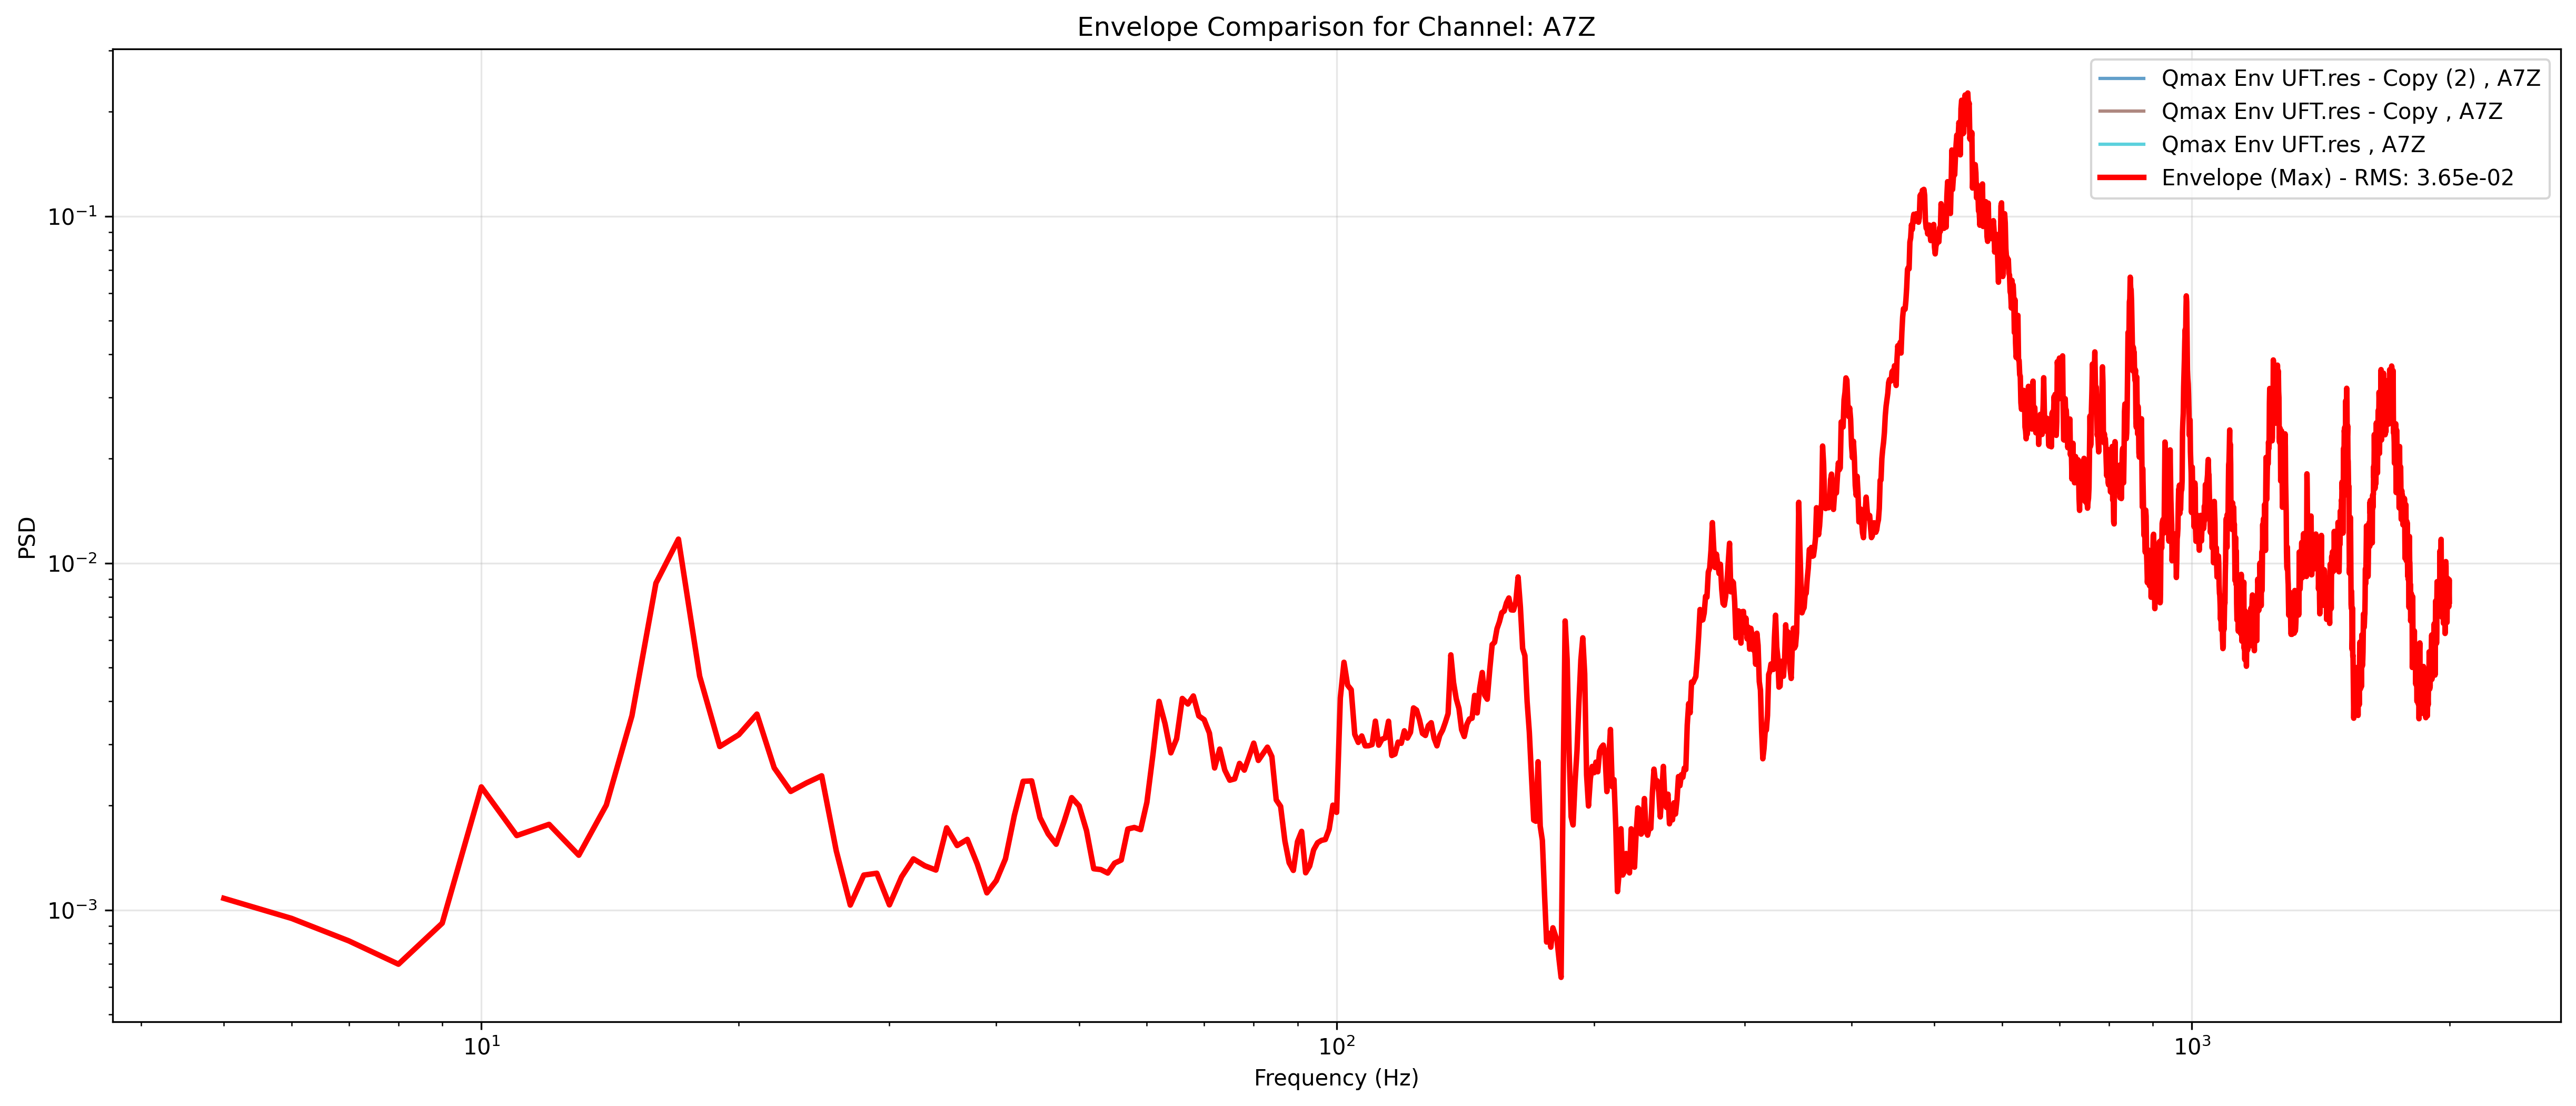 Envelope Comparison for Channel: A7Z
Qmax Env UFT.res - Copy (2) , A7Z
Qmax Env UFT.res - Copy , A7Z
Qmax Env UFT.res , A7Z
Envelope (Max) - RMS: 3.65e-02
PSD
10⁻¹
10⁻²
10⁻³
10¹ 10² 10³
Frequency (Hz)